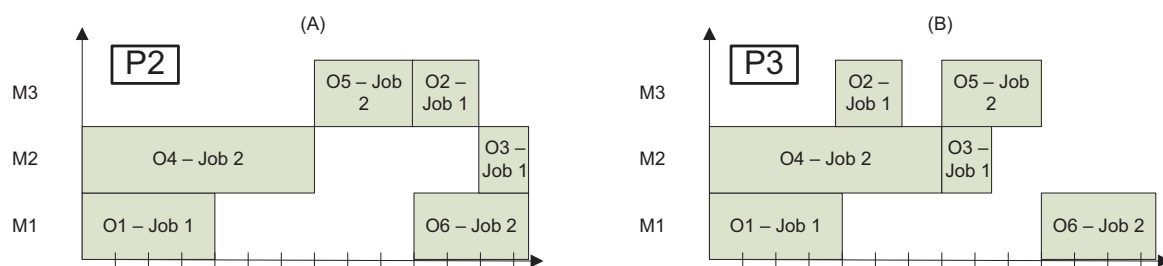 (A)
P2
M3
O5 – Job
2
O2 –
Job 1
M2
O4 – Job 2
O3 –
Job 1
M1
O1 – Job 1
O6 – Job 2
(B)
P3
M3
O2 –
Job 1
O5 – Job
2
M2
O4 – Job 2
O3 –
Job 1
M1
O1 – Job 1
O6 – Job 2